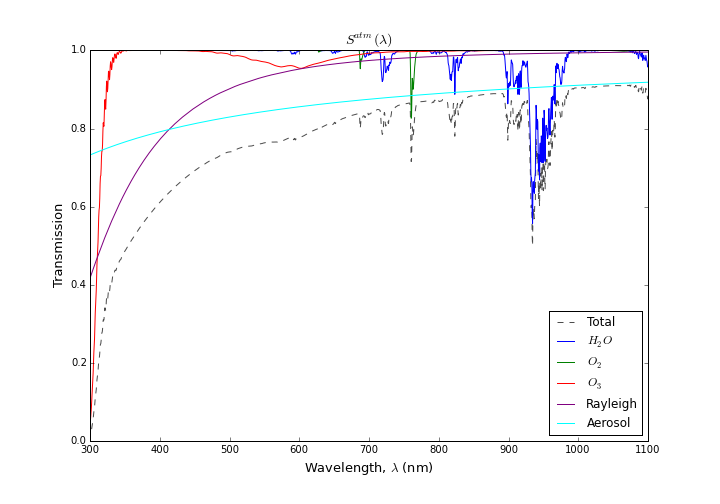 S^{atm}(λ)
1.0
0.8
0.6
0.4
0.2
0.0
Transmission
300 400 500 600 700 800 900 1000 1100
Wavelength, λ (nm)
Total
H₂O
O₂
O₃
Rayleigh
Aerosol